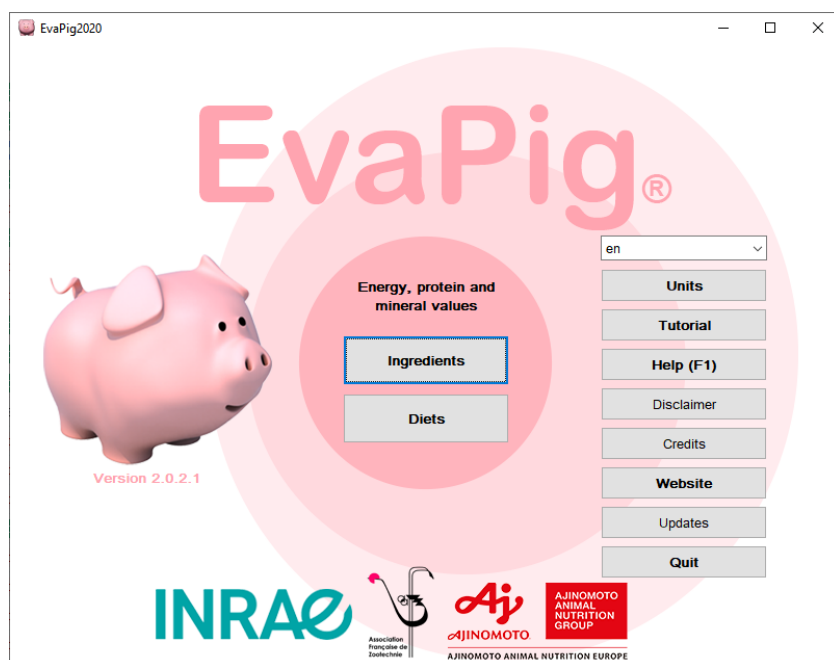 EvaPig2020
EvaPig®
en
Energy, protein and
mineral values
Ingredients
Diets
Units
Tutorial
Help (F1)
Disclaimer
Credits
Website
Updates
Quit
Version 2.0.2.1
INRAE
Association
Française de
Zootechnie
Aj
AJINOMOTO
AJINOMOTO
ANIMAL
NUTRITION
GROUP
AJINOMOTO ANIMAL NUTRITION EUROPE